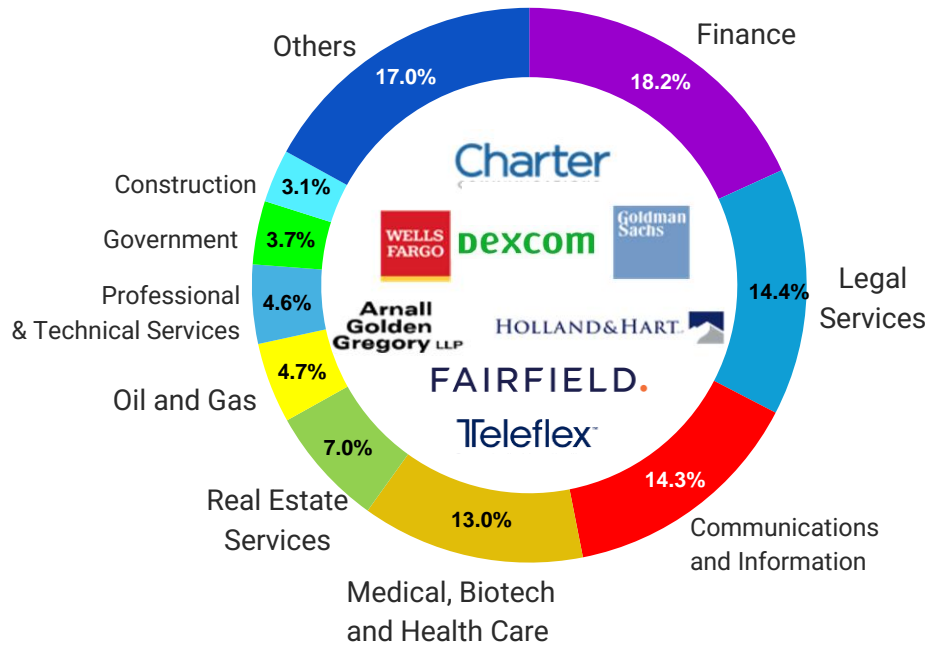 Others
17.0%
Finance
18.2%
Construction
3.1%
Government
3.7%
Professional
& Technical Services
4.6%
Oil and Gas
4.7%
Real Estate
Services
7.0%
Medical, Biotech
and Health Care
13.0%
Communications
and Information
14.3%
Legal
Services
14.4%
Charter
WELLS
FARGO
Dexcom
Goldman
Sachs
Arnall
Golden
Gregory LLP
HOLLAND&HART
FAIRFIELD.
Teleflex